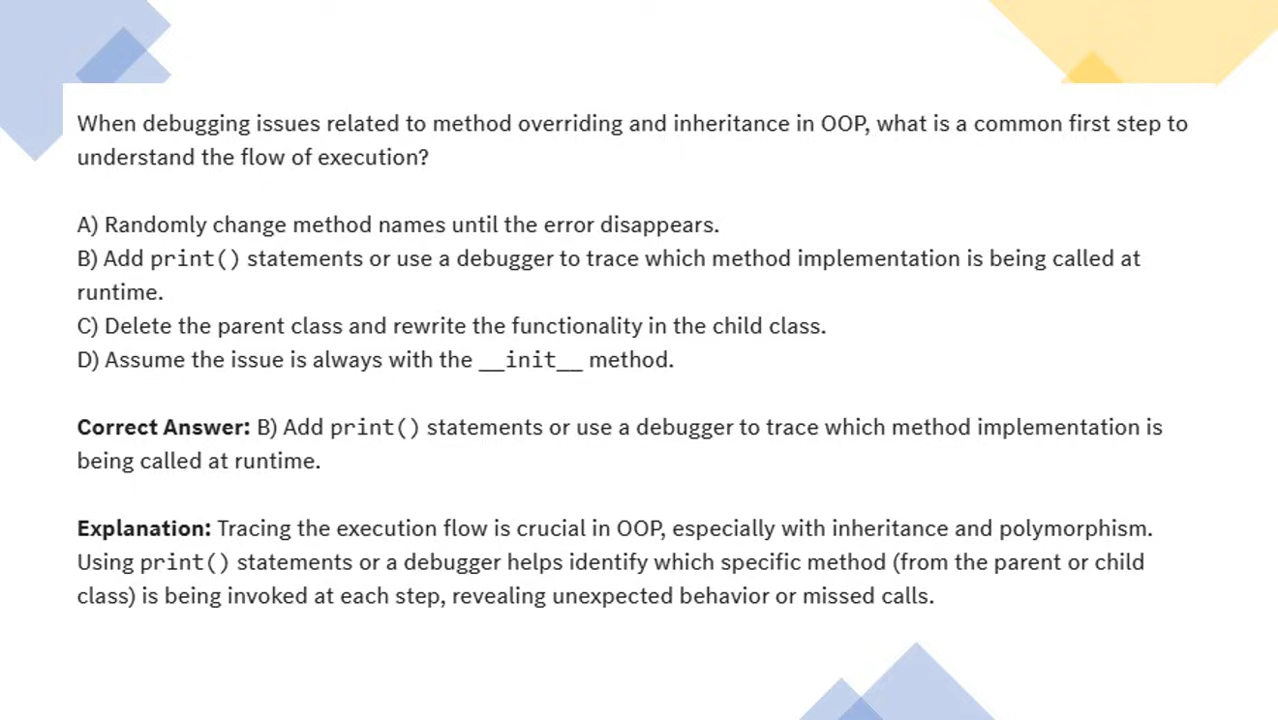 When debugging issues related to method overriding and inheritance in OOP, what is a common first step to
understand the flow of execution?
A) Randomly change method names until the error disappears.
B) Add print() statements or use a debugger to trace which method implementation is being called at
runtime.
C) Delete the parent class and rewrite the functionality in the child class.
D) Assume the issue is always with the __init__ method.
Correct Answer: B) Add print() statements or use a debugger to trace which method implementation is
being called at runtime.
Explanation: Tracing the execution flow is crucial in OOP, especially with inheritance and polymorphism.
Using print() statements or a debugger helps identify which specific method (from the parent or child
class) is being invoked at each step, revealing unexpected behavior or missed calls.